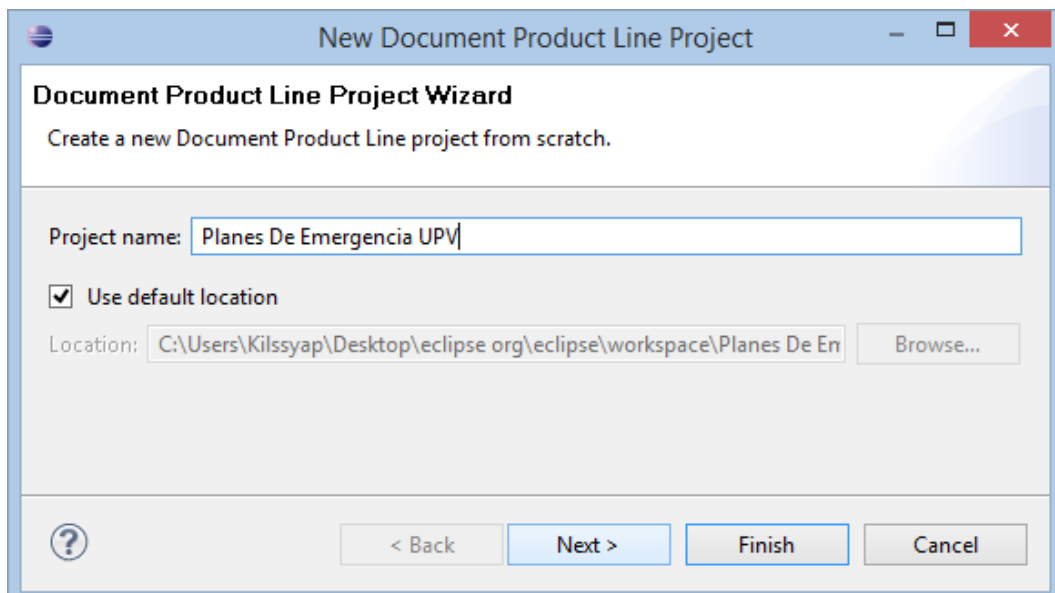 New Document Product Line Project
Document Product Line Project Wizard
Create a new Document Product Line project from scratch.
Project name: Planes De Emergencia UPV
Use default location
Location: C:\Users\Kilssyap\Desktop\eclipse org\eclipse\workspace\Planes De En Browse...
? < Back Next > Finish Cancel